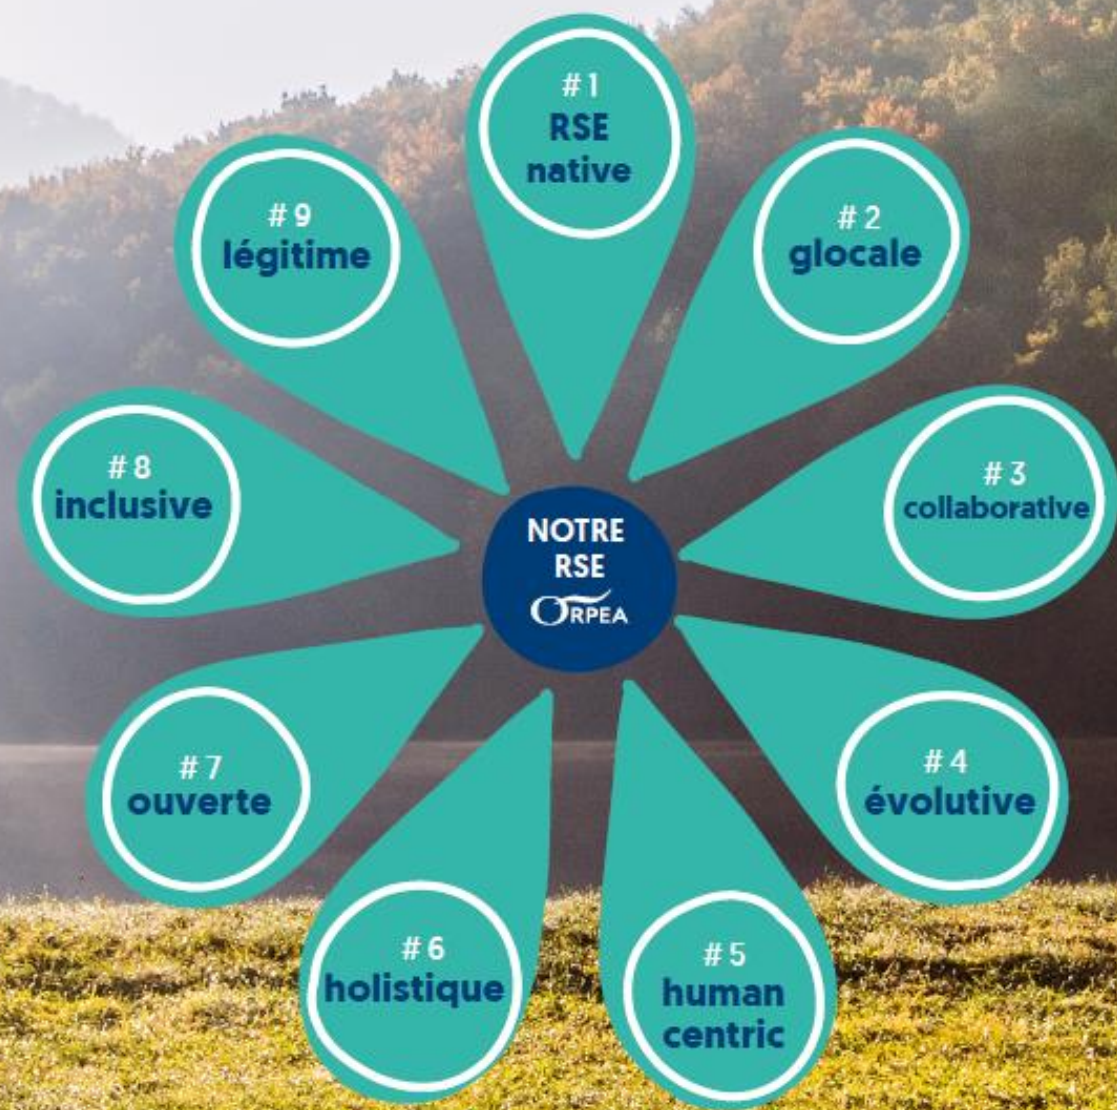 NOTRE
RSE
ORPEA
# 1
RSE
native
# 2
glocale
# 3
collaborative
# 4
évolutive
# 5
human
centric
# 6
holistique
# 7
ouverte
# 8
inclusive
# 9
légitime